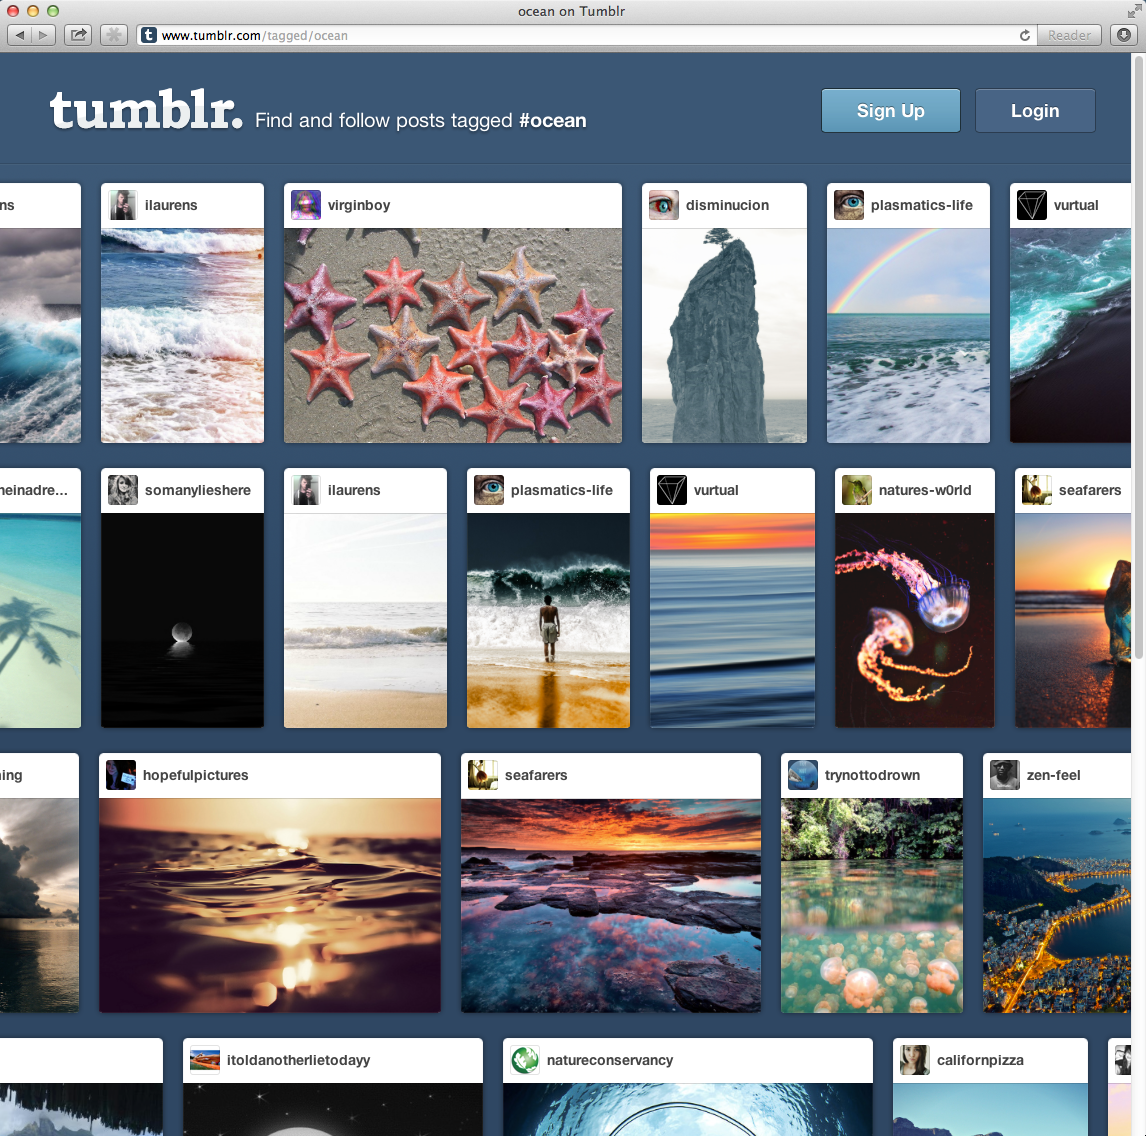 ocean on Tumblr
www.tumblr.com/tagged/ocean
Reader
tumblr. Find and follow posts tagged #ocean
Sign Up
Login
ns
ilaurens
virginboy
disminucion
plasmatics-life
vurtual
neinadre...
somanylieshere
ilaurens
plasmatics-life
vurtual
natures-w0rld
seafarers
ing
hopefulpictures
seafarers
trynottodrown
zen-feel
itoldanotherlietodayy
natureconservancy
californpizza